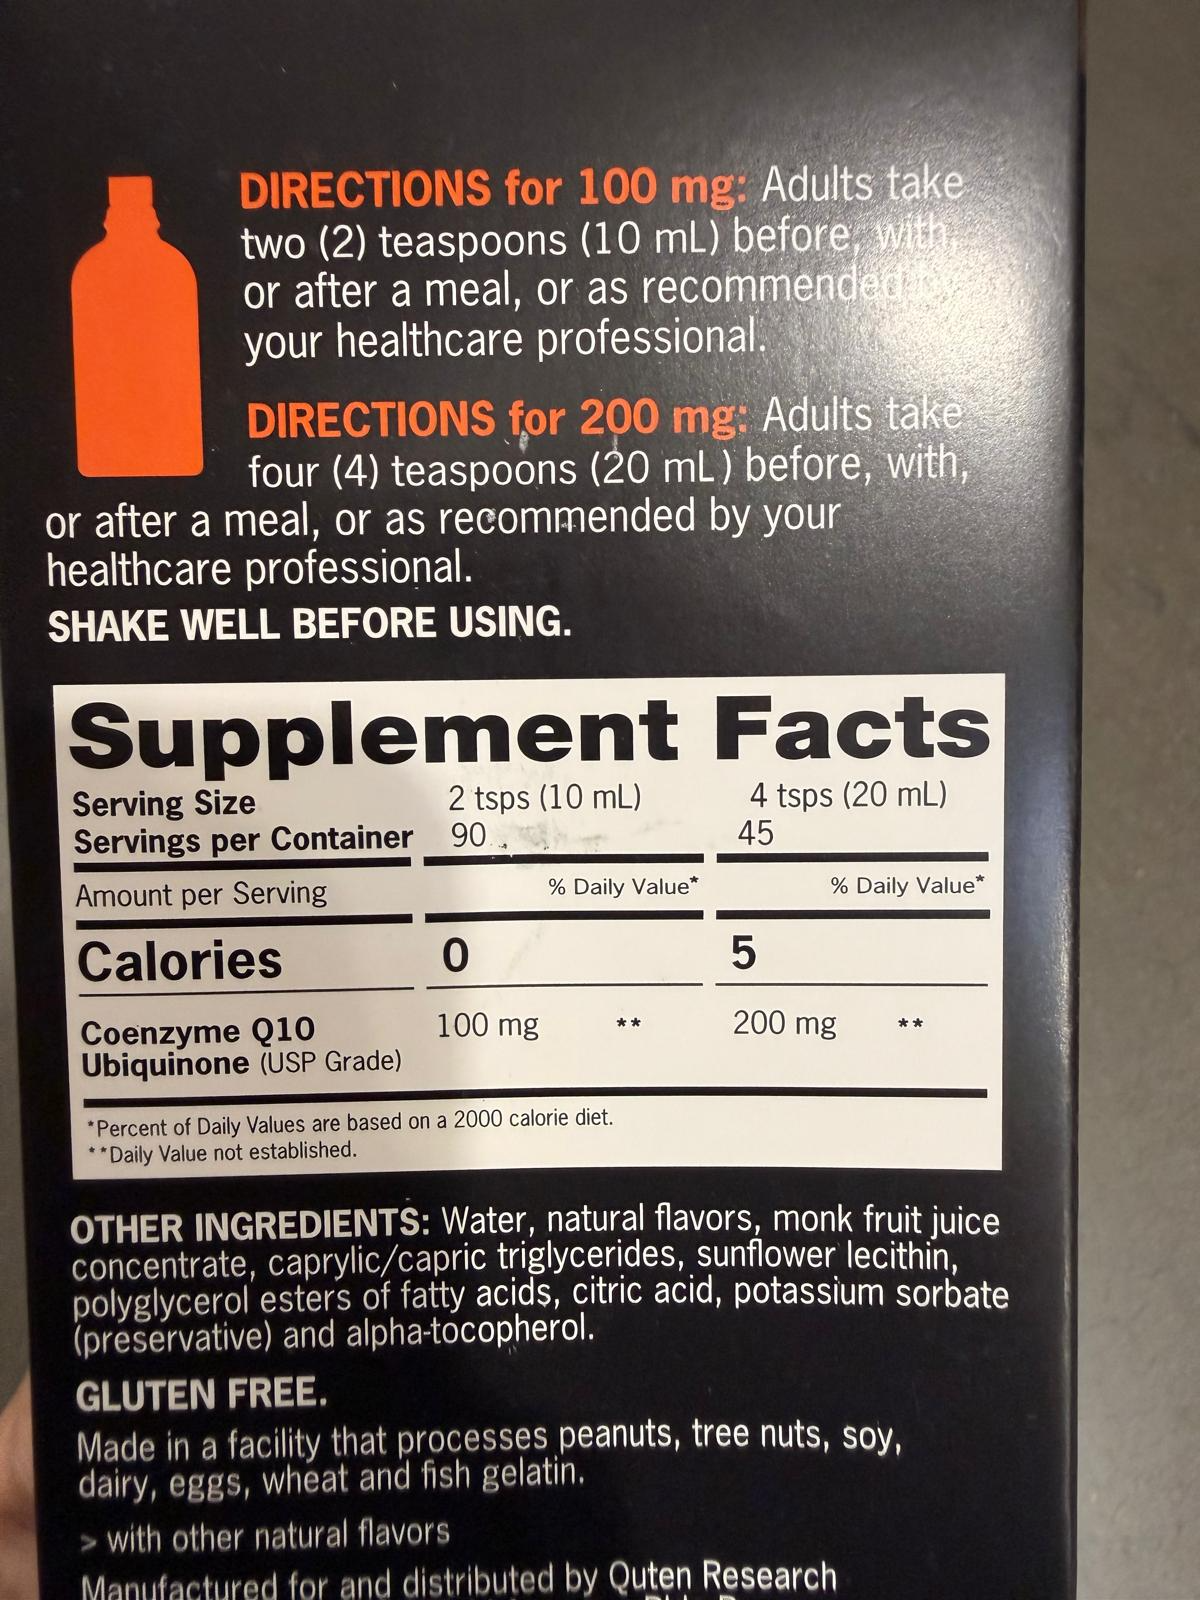 DIRECTIONS for 100 mg: Adults take
two (2) teaspoons (10 mL) before, with,
or after a meal, or as recommended by
your healthcare professional.
DIRECTIONS for 200 mg: Adults take
four (4) teaspoons (20 mL) before, with,
or after a meal, or as recommended by your
healthcare professional.
SHAKE WELL BEFORE USING.
Supplement Facts
Serving Size 2 tsps (10 mL) 4 tsps (20 mL)
Servings per Container 90 45
Amount per Serving % Daily Value* % Daily Value*
Calories 0 5
Coenzyme Q10 100 mg ** 200 mg **
Ubiquinone (USP Grade)
*Percent of Daily Values are based on a 2000 calorie diet.
**Daily Value not established.
OTHER INGREDIENTS: Water, natural flavors, monk fruit juice
concentrate, caprylic/capric triglycerides, sunflower lecithin,
polyglycerol esters of fatty acids, citric acid, potassium sorbate
(preservative) and alpha-tocopherol.
GLUTEN FREE.
Made in a facility that processes peanuts, tree nuts, soy,
dairy, eggs, wheat and fish gelatin.
> with other natural flavors
Manufactured for and distributed by Quten Research